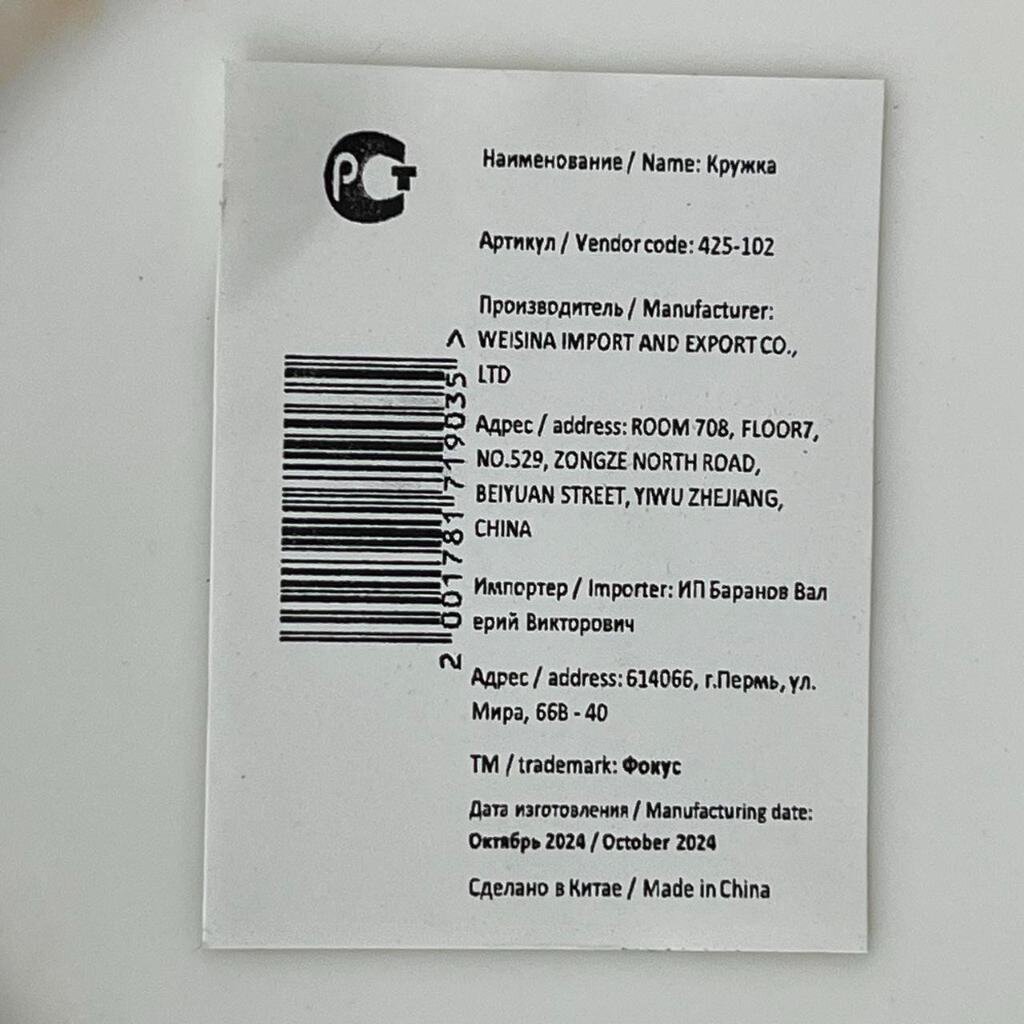 РСТ
Наименование / Name: Кружка
Артикул / Vendor code: 425-102
Производитель / Manufacturer:
WEISINA IMPORT AND EXPORT CO.,
LTD
Адрес / address: ROOM 708, FLOOR7,
NO.529, ZONGZE NORTH ROAD,
BEIYUAN STREET, YIWU ZHEJIANG,
CHINA
Импортер / Importer: ИП Баранов Вал
ерий Викторович
Адрес / address: 614066, г.Пермь, ул.
Мира, 66В - 40
ТМ / trademark: Фокус
Дата изготовления / Manufacturing date:
Октябрь 2024 / October 2024
Сделано в Китае / Made in China
2 001781 719035 >